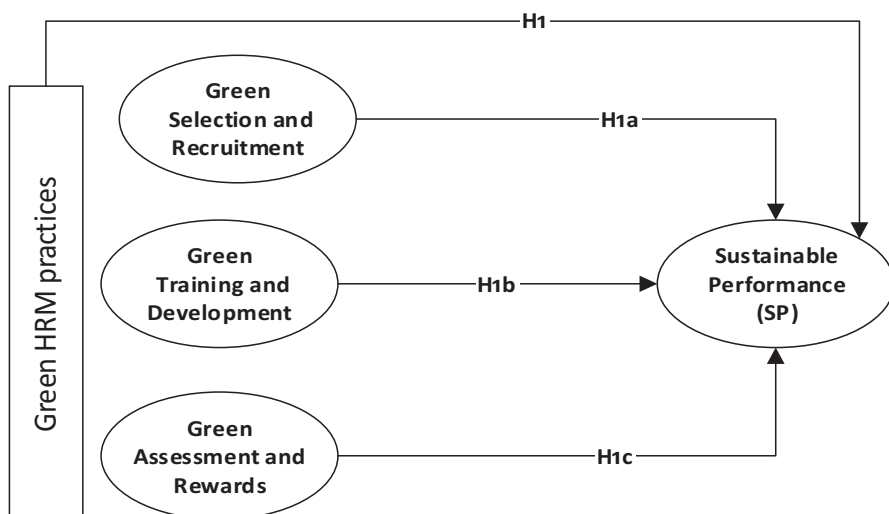 H1
Green
Selection and
Recruitment
H1a
Green HRM practices
Green
Training and
Development
H1b
Sustainable
Performance
(SP)
Green
Assessment and
Rewards
H1c